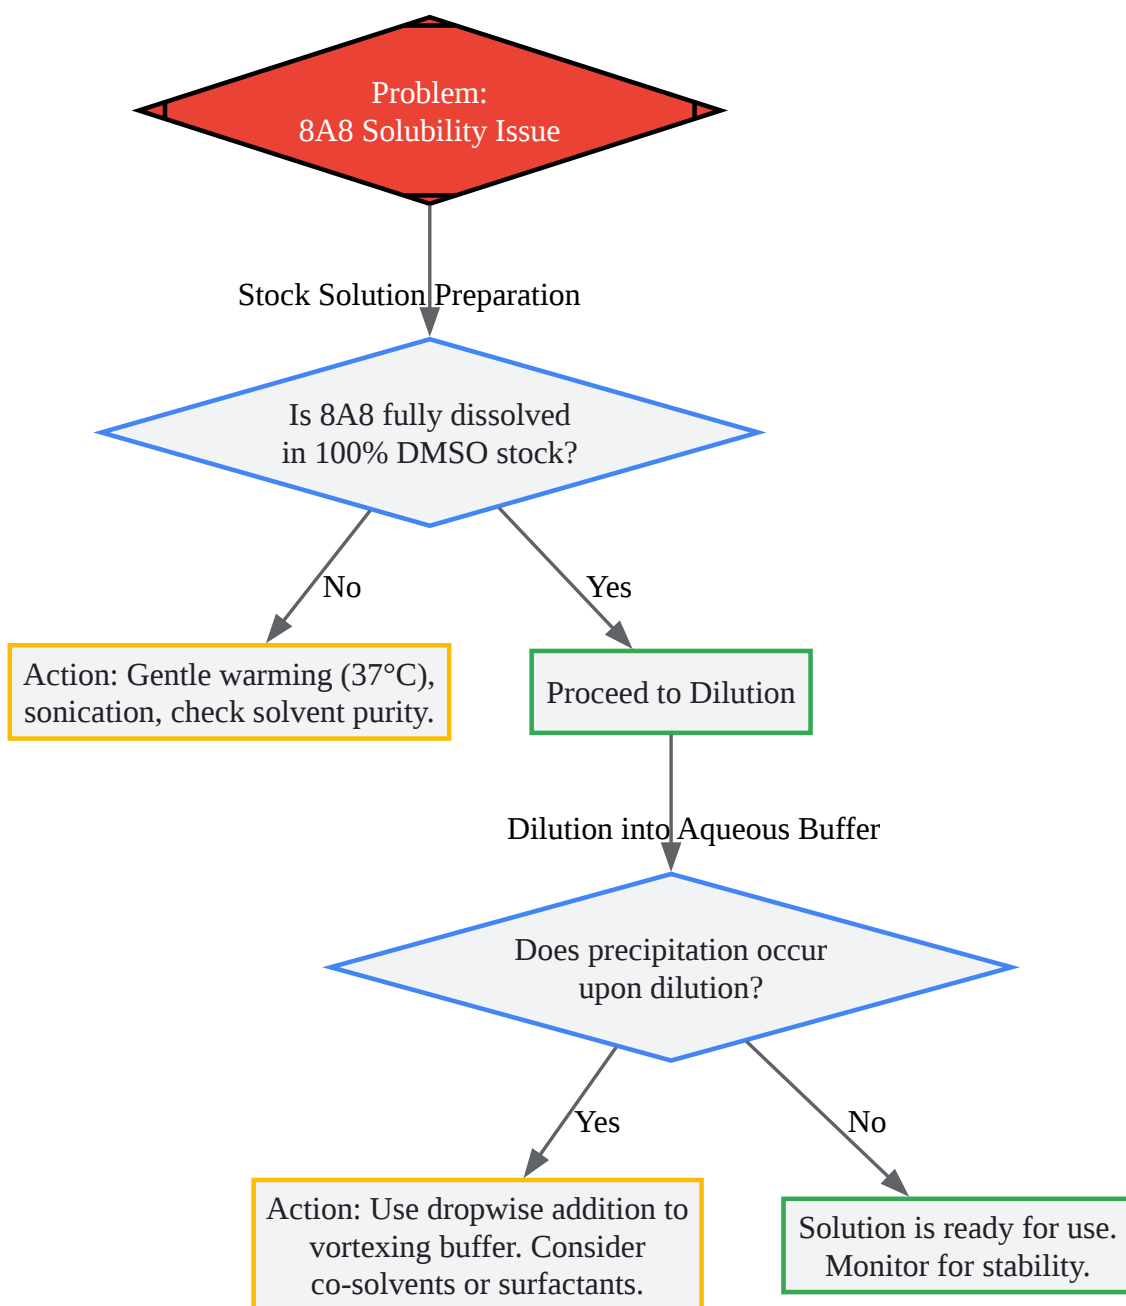 Problem:
8A8 Solubility Issue
Stock Solution Preparation
Is 8A8 fully dissolved
in 100% DMSO stock?
No
Yes
Action: Gentle warming (37°C),
sonication, check solvent purity.
Proceed to Dilution
Dilution into Aqueous Buffer
Does precipitation occur
upon dilution?
Yes
No
Action: Use dropwise addition to
vortexing buffer. Consider
co-solvents or surfactants.
Solution is ready for use.
Monitor for stability.